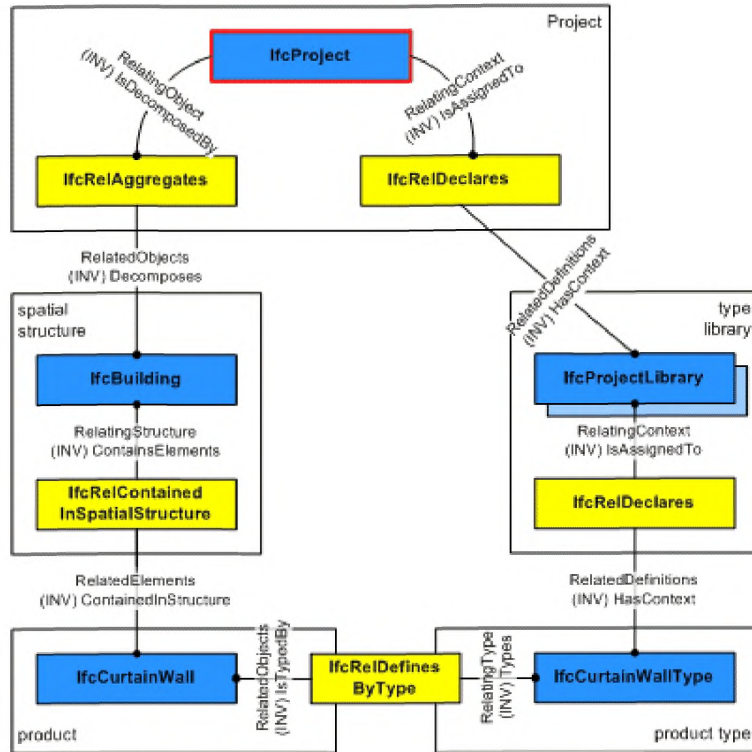 Project
IfcProject
RelatingObject
(INV) IsDecomposedBy
RelatingContext
(INV) IsAssignedTo
IfcRelAggregates
IfcRelDeclares
RelatedObjects
(INV) Decomposes
RelatedDefinitions
(INV) HasContext
spatial
structure
type
library
IfcBuilding
IfcProjectLibrary
RelatingStructure
(INV) ContainsElements
RelatingContext
(INV) IsAssignedTo
IfcRelContained
InSpatialStructure
IfcRelDeclares
RelatedElements
(INV) ContainedInStructure
RelatedDefinitions
(INV) HasContext
IfcCurtainWall
RelatedObjects
(INV) IsTypedBy
IfcRelDefines
ByType
RelatingType
(INV) Types
IfcCurtainWallType
product
product type